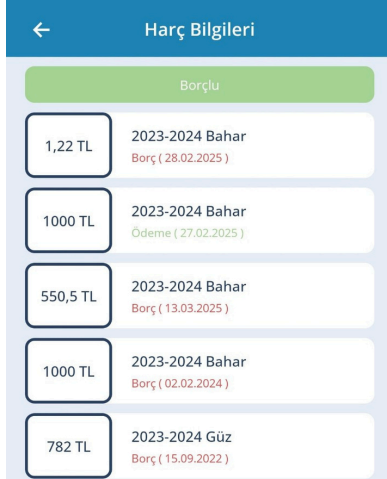 Harç Bilgileri
Borçlu
1,22 TL
2023-2024 Bahar
Borç ( 28.02.2025 )
1000 TL
2023-2024 Bahar
Ödeme ( 27.02.2025 )
550,5 TL
2023-2024 Bahar
Borç ( 13.03.2025 )
1000 TL
2023-2024 Bahar
Borç ( 02.02.2024 )
782 TL
2023-2024 Güz
Borç ( 15.09.2022 )